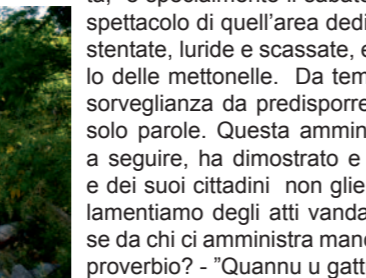 spettacolo di quell'area dedi
stentate, luride e scassate, e
lo delle mettonelle. Da tem
sorveglianza da predisporre
solo parole. Questa ammin
a seguire, ha dimostrato e
e dei suoi cittadini non glie
lamentiamo degli atti vanda
se da chi ci amministra manc
proverbio? - "Quannu u gatt